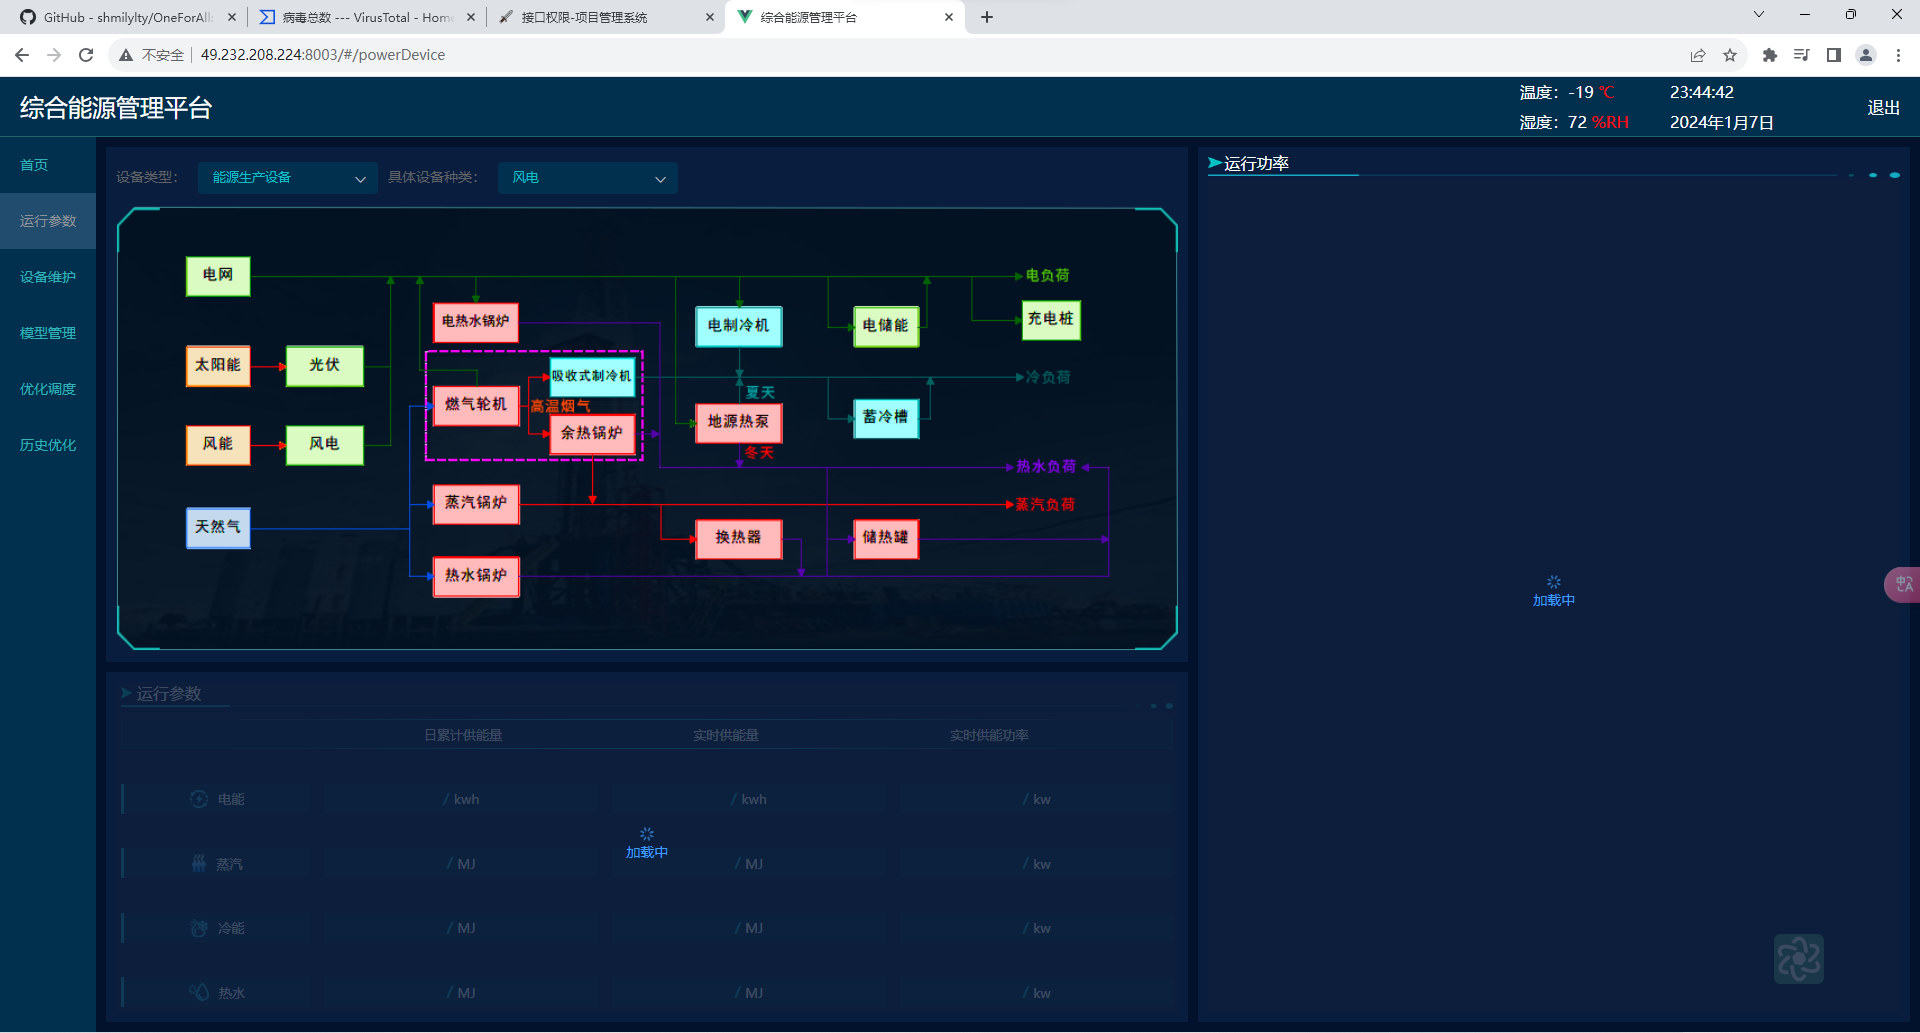 GitHub - shmilylty/OneForAll:
病毒总数 --- VirusTotal - Home
接口权限-项目管理系统
综合能源管理平台
不安全
49.232.208.224:8003/#/powerDevice
综合能源管理平台
温度: -19 ℃
23:44:42
湿度: 72 %RH
2024年1月7日
退出
首页
运行参数
设备维护
模型管理
优化调度
历史优化
设备类型:
能源生产设备
具体设备种类:
风电
电网
电负荷
电热水锅炉
电制冷机
电储能
充电桩
太阳能
光伏
吸收式制冷机
冷负荷
夏天
燃气轮机
高温烟气
地源热泵
蓄冷槽
风能
风电
余热锅炉
冬天
热水负荷
蒸汽锅炉
蒸汽负荷
天然气
换热器
储热罐
热水锅炉
运行功率
加载中
中A
运行参数
日累计供能量
实时供能量
实时供能功率
电能
/ kwh
/ kwh
/ kw
加载中
蒸汽
/ MJ
/ MJ
/ kw
冷能
/ MJ
/ MJ
/ kw
热水
/ MJ
/ MJ
/ kw